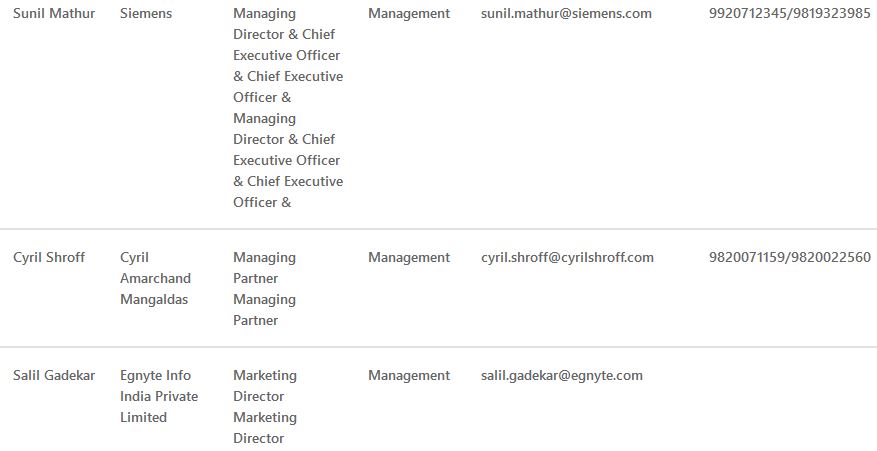 Sunil Mathur Siemens Managing Management sunil.mathur@siemens.com 9920712345/9819323985
Director & Chief
Executive Officer
& Chief Executive
Officer &
Managing
Director & Chief
Executive Officer
& Chief Executive
Officer &
Cyril Shroff Cyril Managing Management cyril.shroff@cyrilshroff.com 9820071159/9820022560
Amarchand Partner
Mangaldas Managing
Partner
Salil Gadekar Egnyte Info Marketing Management salil.gadekar@egnyte.com
India Private Director
Limited Marketing
Director